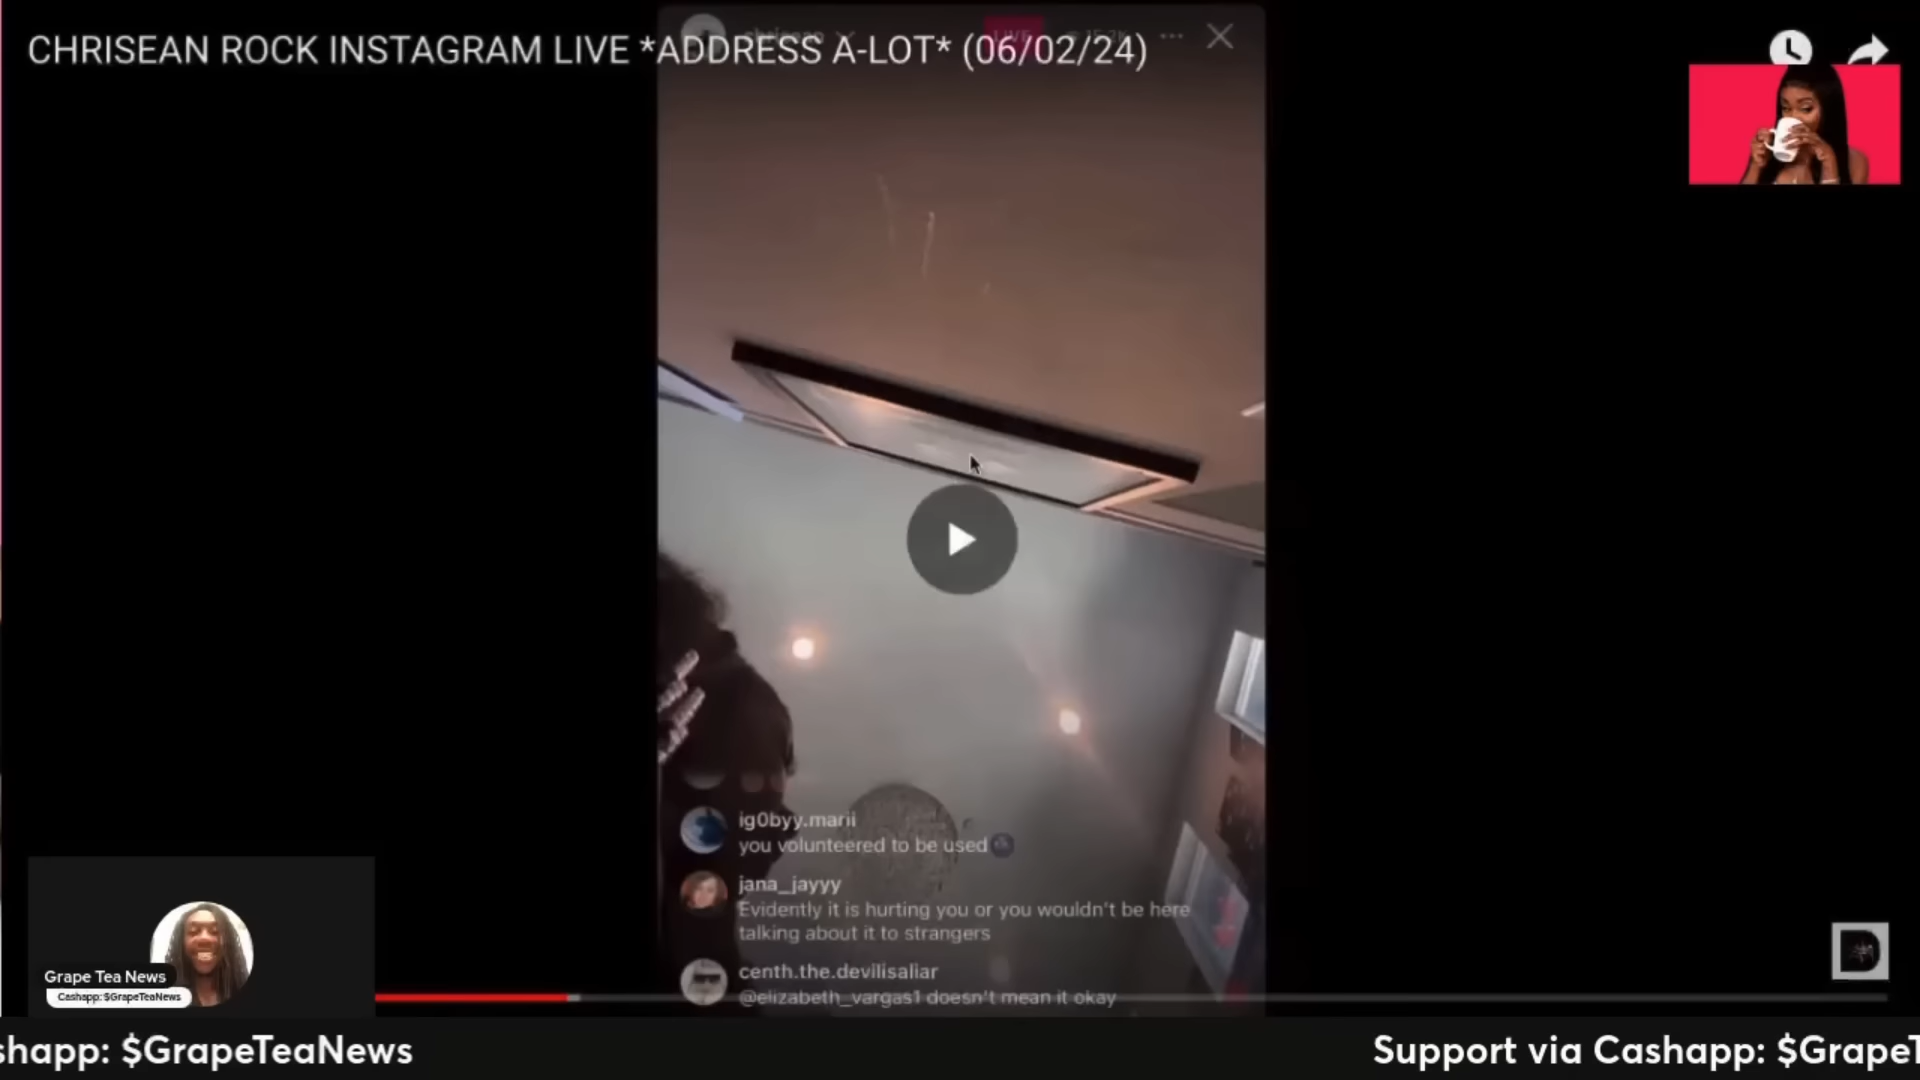 CHRISEAN ROCK INSTAGRAM LIVE *ADDRESS A-LOT* (06/02/24)
LIVE
ig0byy.marii
you volunteered to be used
jana_jayyy
Evidently it is hurting you or you wouldn't be here
talking about it to strangers
centh.the.devilisaliar
@elizabeth_vargas1 doesn't mean it okay
Grape Tea News
Cashapp: $GrapeTeaNews
D
shapp: $GrapeTeaNews
Support via Cashapp: $GrapeT